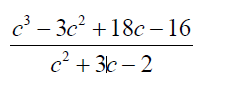 c³ − 3c² + 18c − 16
c² + 3c − 2